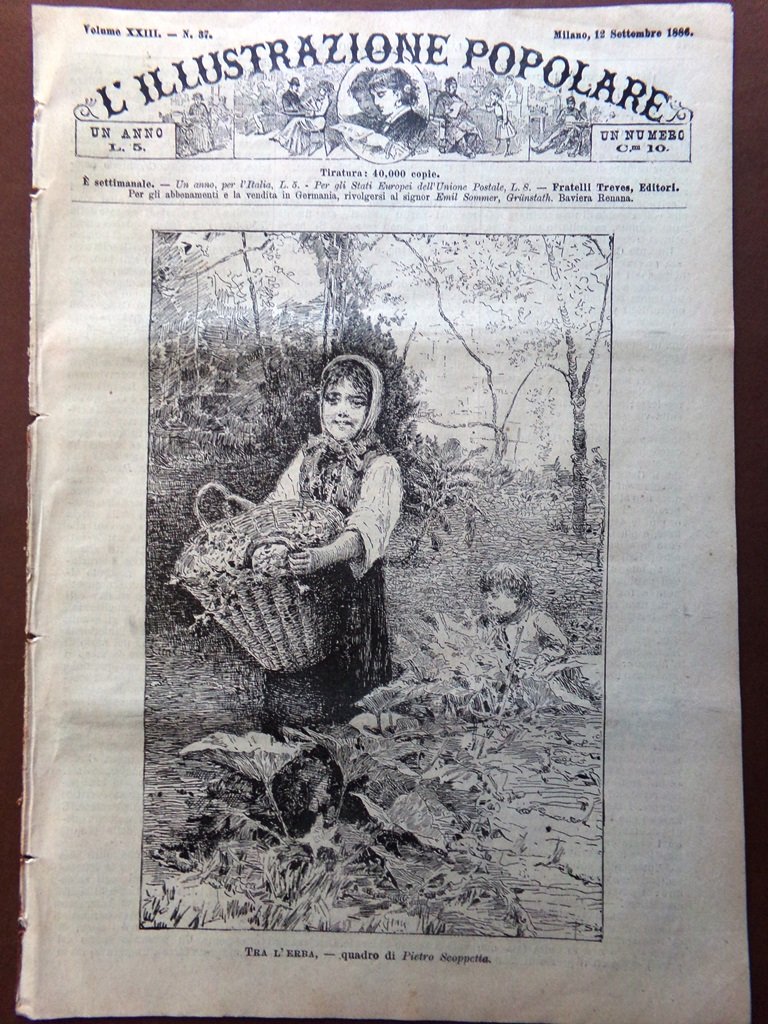 Volume XXIII. — N. 37.
Milano, 12 Settembre 1886.
L'ILLUSTRAZIONE POPOLARE
UN ANNO
L. 5.
UN NUMERO
C.mi 10.
Tiratura: 40,000 copie.
È settimanale. — Un anno, per l'Italia, L. 5. - Per gli Stati Europei dell'Unione Postale, L. 8. — Fratelli Treves, Editori.
Per gli abbonamenti e la vendita in Germania, rivolgersi al signor Emil Sommer, Grünstath. Baviera Renana.
TRA L'ERBA, — quadro di Pietro Scoppetta.